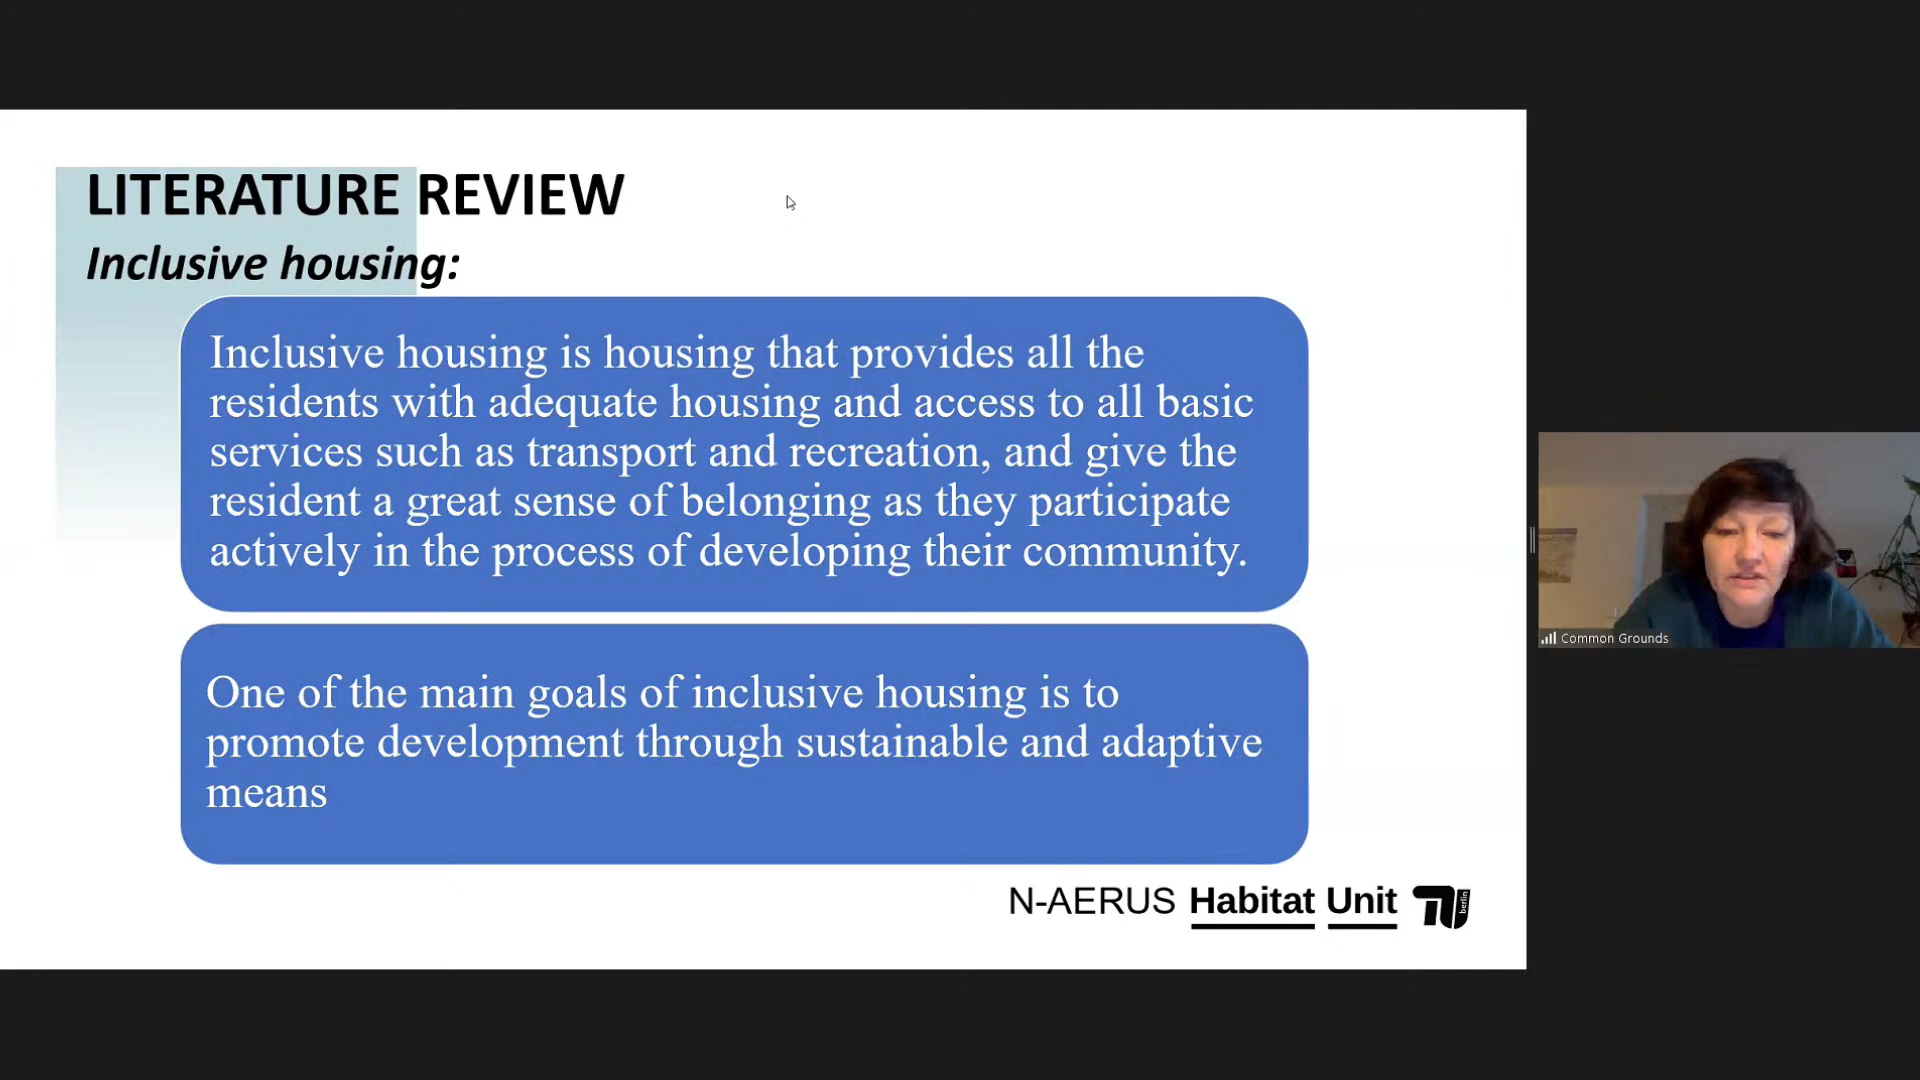 LITERATURE REVIEW
Inclusive housing:
Inclusive housing is housing that provides all the
residents with adequate housing and access to all basic
services such as transport and recreation, and give the
resident a great sense of belonging as they participate
actively in the process of developing their community.
One of the main goals of inclusive housing is to
promote development through sustainable and adaptive
means
N-AERUS Habitat Unit
berlin
Common Grounds